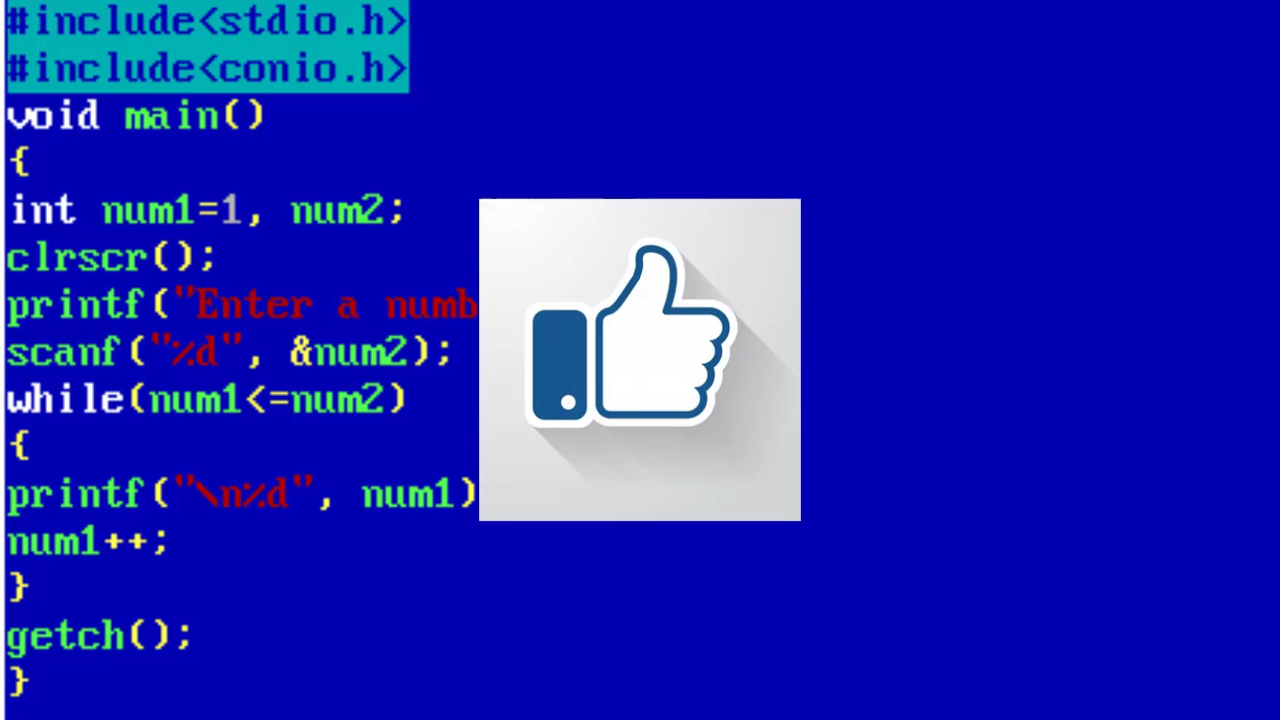 #include<stdio.h>
#include<conio.h>
void main()
{
int num1=1, num2;
clrscr();
printf("Enter a
scanf("%d", &num2);
while(num1<=num2)
{
printf("\n%d", num1)
num1++;
}
getch();
}